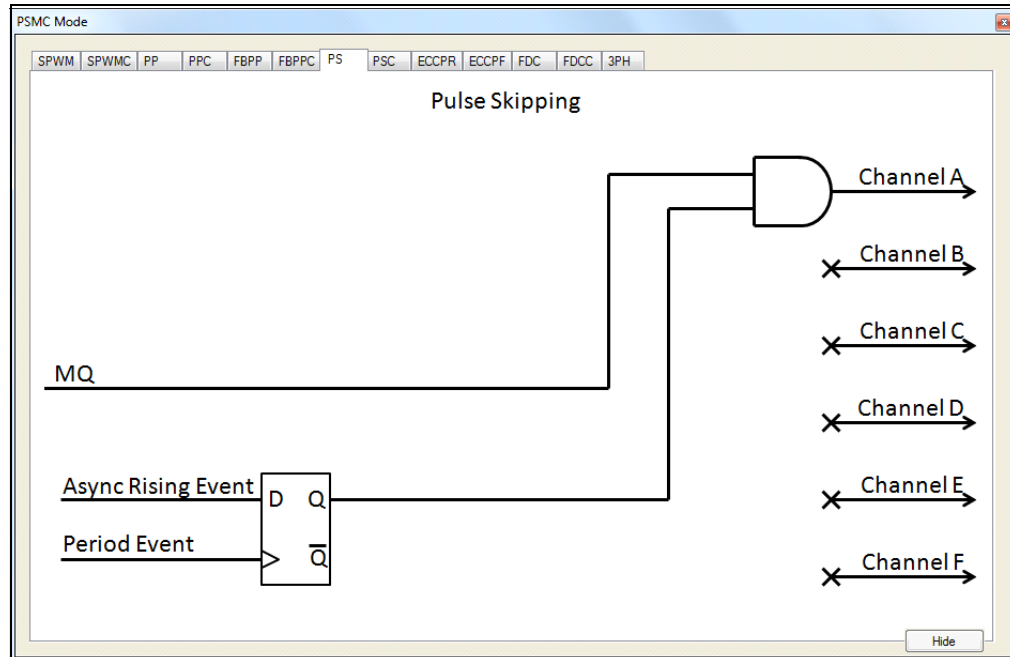 PSMC Mode
SPWM SPWMC PP PPC FBPP FBPPC PS PSC ECCPR ECCPF FDC FDCC 3PH
Pulse Skipping
Channel A
Channel B
Channel C
MQ
Channel D
Async Rising Event
D Q
Channel E
Period Event
Q̅
Channel F
Hide